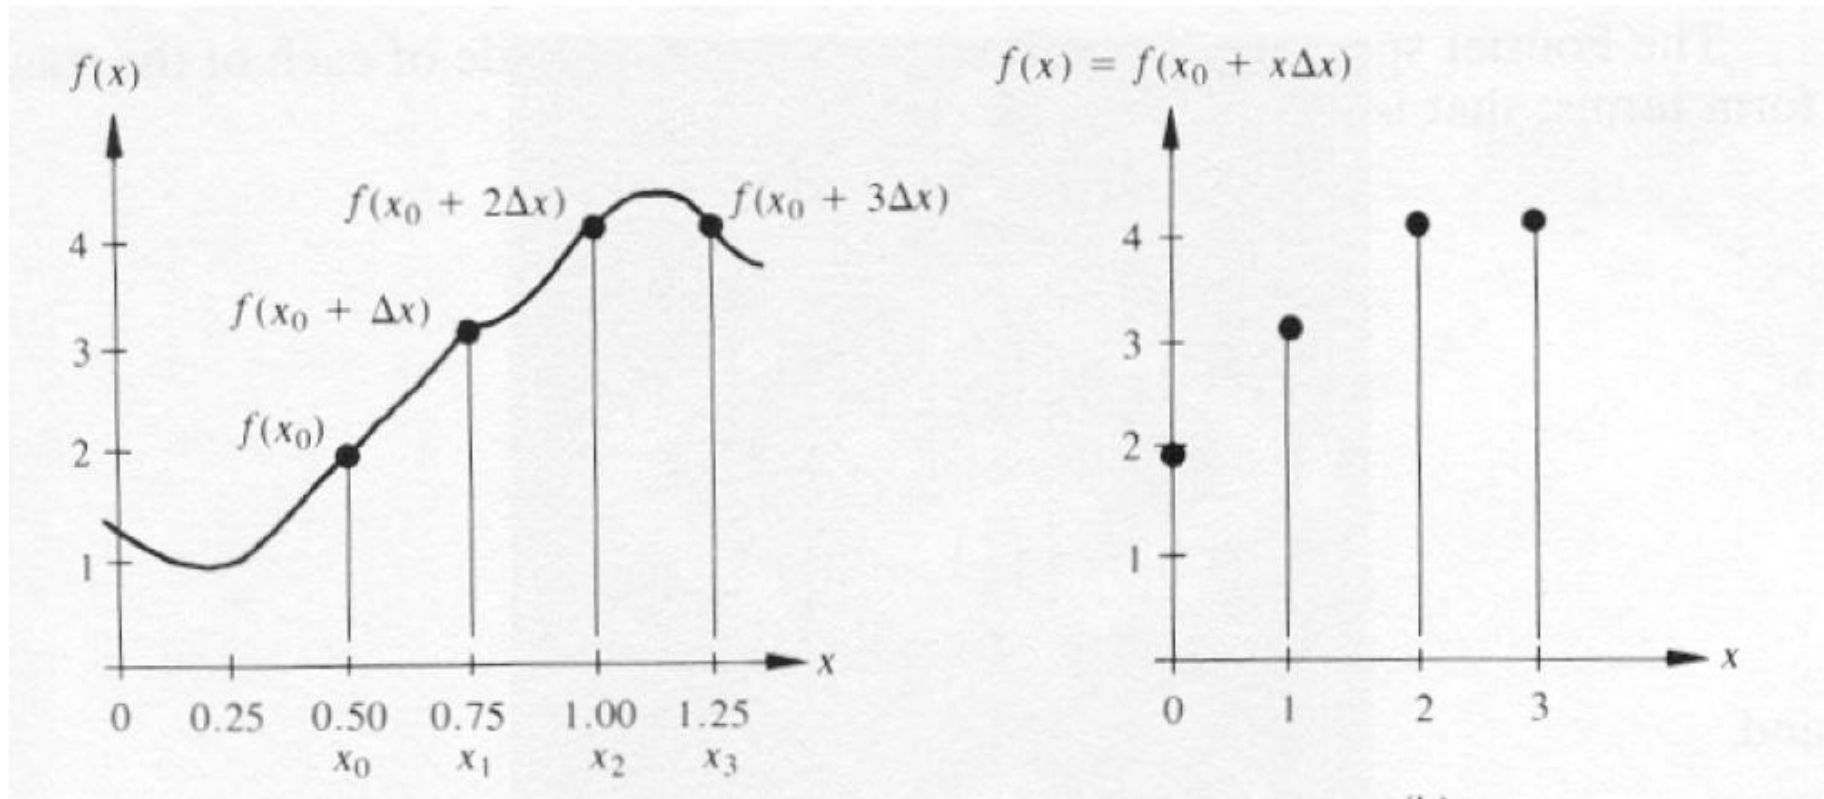 f(x)
f(x₀ + 2Δx)
f(x₀ + 3Δx)
4
f(x₀ + Δx)
3
f(x₀)
2
1
x
0 0.25 0.50 0.75 1.00 1.25
x₀ x₁ x₂ x₃
f(x) = f(x₀ + xΔx)
4
3
2
1
x
0 1 2 3